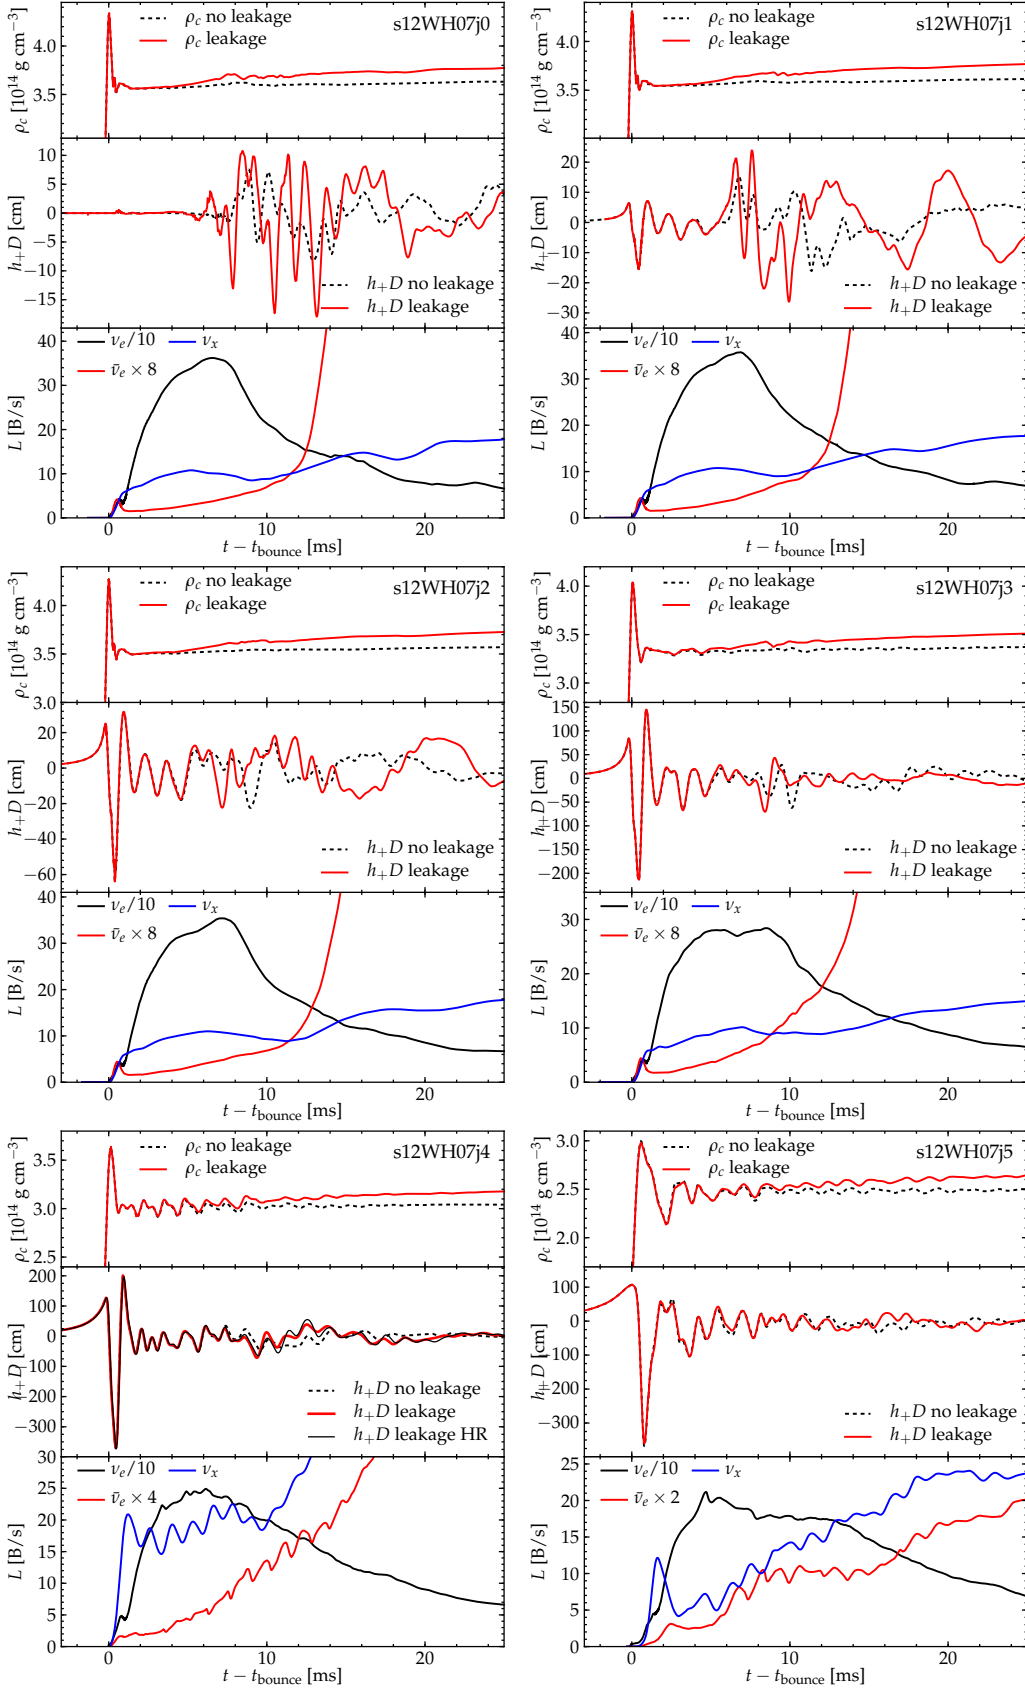 ρc no leakage
ρc leakage
s12WH07j0
ρc [10^14 g cm^−3]
4.0
3.5
h+D [cm]
10
5
0
−5
−10
−15
h+D no leakage
h+D leakage
L [B/s]
40
30
20
10
0
νe/10
νx
ν̄e × 8
0 10 20
t − tbounce [ms]
ρc no leakage
ρc leakage
s12WH07j1
ρc [10^14 g cm^−3]
4.0
3.5
h+D [cm]
20
10
0
−10
−20
−30
h+D no leakage
h+D leakage
L [B/s]
40
30
20
10
0
νe/10
νx
ν̄e × 8
0 10 20
t − tbounce [ms]
ρc no leakage
ρc leakage
s12WH07j2
ρc [10^14 g cm^−3]
4.0
3.5
3.0
h+D [cm]
20
0
−20
−40
−60
h+D no leakage
h+D leakage
L [B/s]
40
30
20
10
0
νe/10
νx
ν̄e × 8
0 10 20
t − tbounce [ms]
ρc no leakage
ρc leakage
s12WH07j3
ρc [10^14 g cm^−3]
4.0
3.5
3.0
h+D [cm]
150
100
50
0
−50
−100
−150
−200
h+D no leakage
h+D leakage
L [B/s]
30
20
10
0
νe/10
νx
ν̄e × 8
0 10 20
t − tbounce [ms]
ρc no leakage
ρc leakage
s12WH07j4
ρc [10^14 g cm^−3]
3.5
3.0
2.5
h+D [cm]
200
100
0
−100
−200
−300
h+D no leakage
h+D leakage
h+D leakage HR
L [B/s]
30
25
20
15
10
5
0
νe/10
νx
ν̄e × 4
0 10 20
t − tbounce [ms]
ρc no leakage
ρc leakage
s12WH07j5
ρc [10^14 g cm^−3]
3.0
2.5
2.0
h+D [cm]
100
0
−100
−200
−300
h+D no leakage
h+D leakage
L [B/s]
25
20
15
10
5
0
νe/10
νx
ν̄e × 2
0 10 20
t − tbounce [ms]